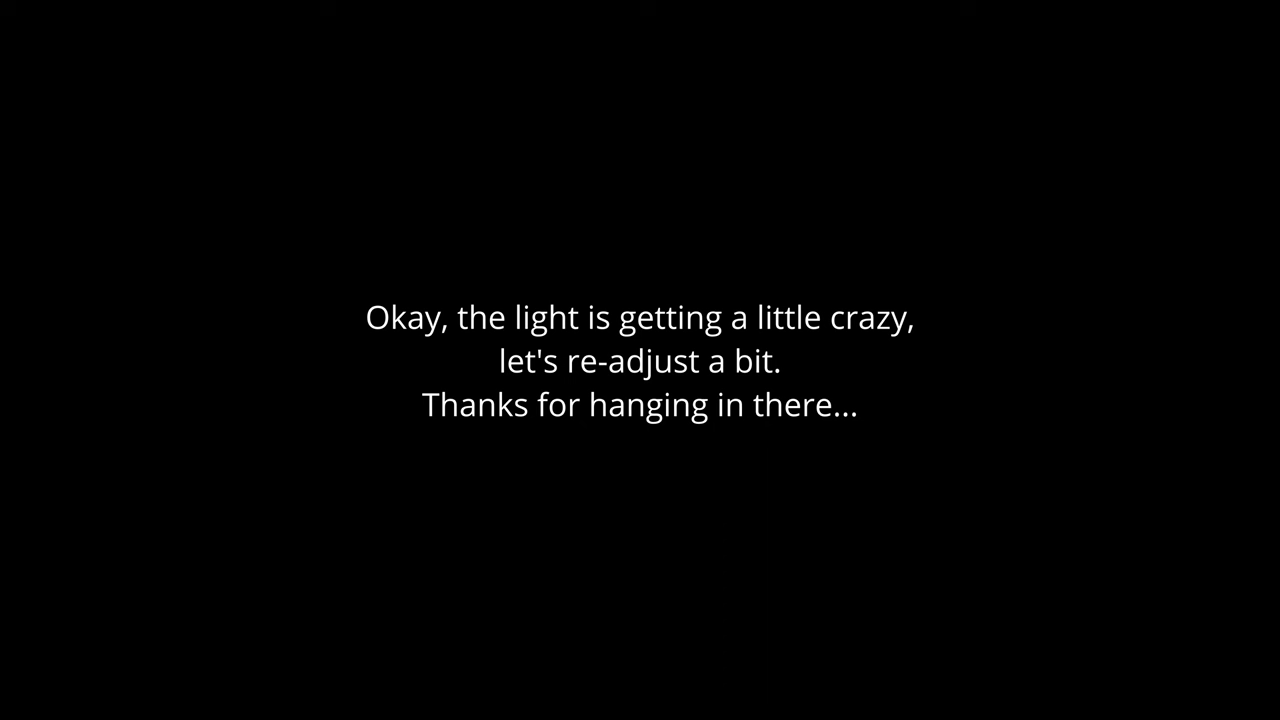 Okay, the light is getting a little crazy,
let's re-adjust a bit.
Thanks for hanging in there...